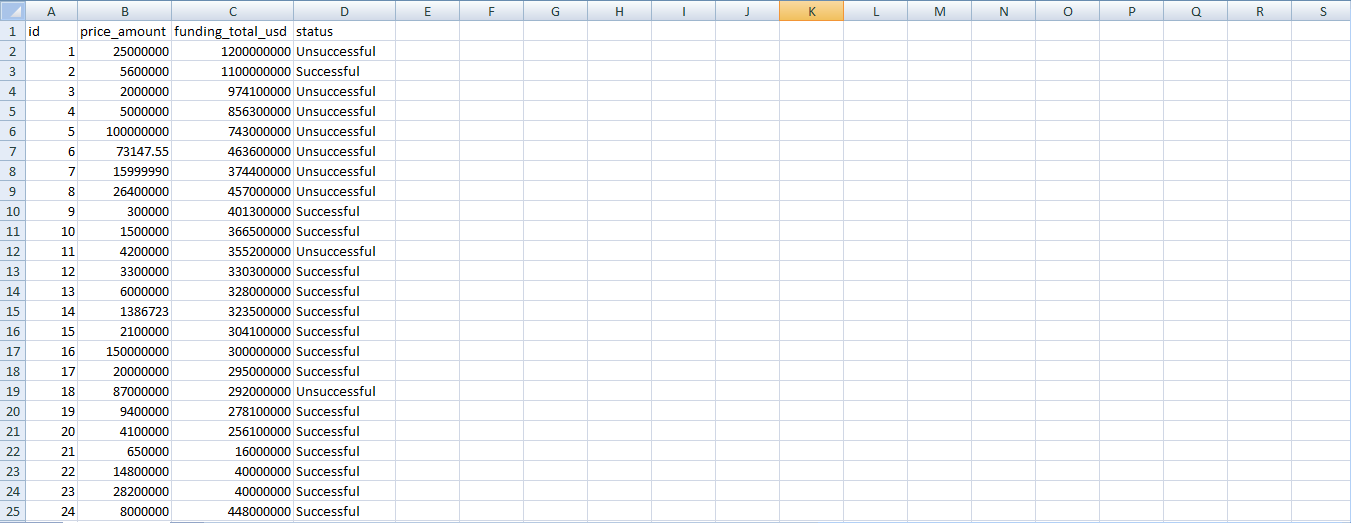 A B C D E F G H I J K L M N O P Q R S
1 id price_amount funding_total_usd status
2 1 25000000 1200000000 Unsuccessful
3 2 5600000 1100000000 Successful
4 3 2000000 974100000 Unsuccessful
5 4 5000000 856300000 Unsuccessful
6 5 100000000 743000000 Unsuccessful
7 6 73147.55 463600000 Unsuccessful
8 7 15999990 374400000 Unsuccessful
9 8 26400000 457000000 Unsuccessful
10 9 300000 401300000 Successful
11 10 1500000 366500000 Successful
12 11 4200000 355200000 Unsuccessful
13 12 3300000 330300000 Successful
14 13 6000000 328000000 Successful
15 14 1386723 323500000 Successful
16 15 2100000 304100000 Successful
17 16 150000000 300000000 Successful
18 17 20000000 295000000 Successful
19 18 87000000 292000000 Unsuccessful
20 19 9400000 278100000 Successful
21 20 4100000 256100000 Successful
22 21 650000 16000000 Successful
23 22 14800000 40000000 Successful
24 23 28200000 40000000 Successful
25 24 8000000 448000000 Successful